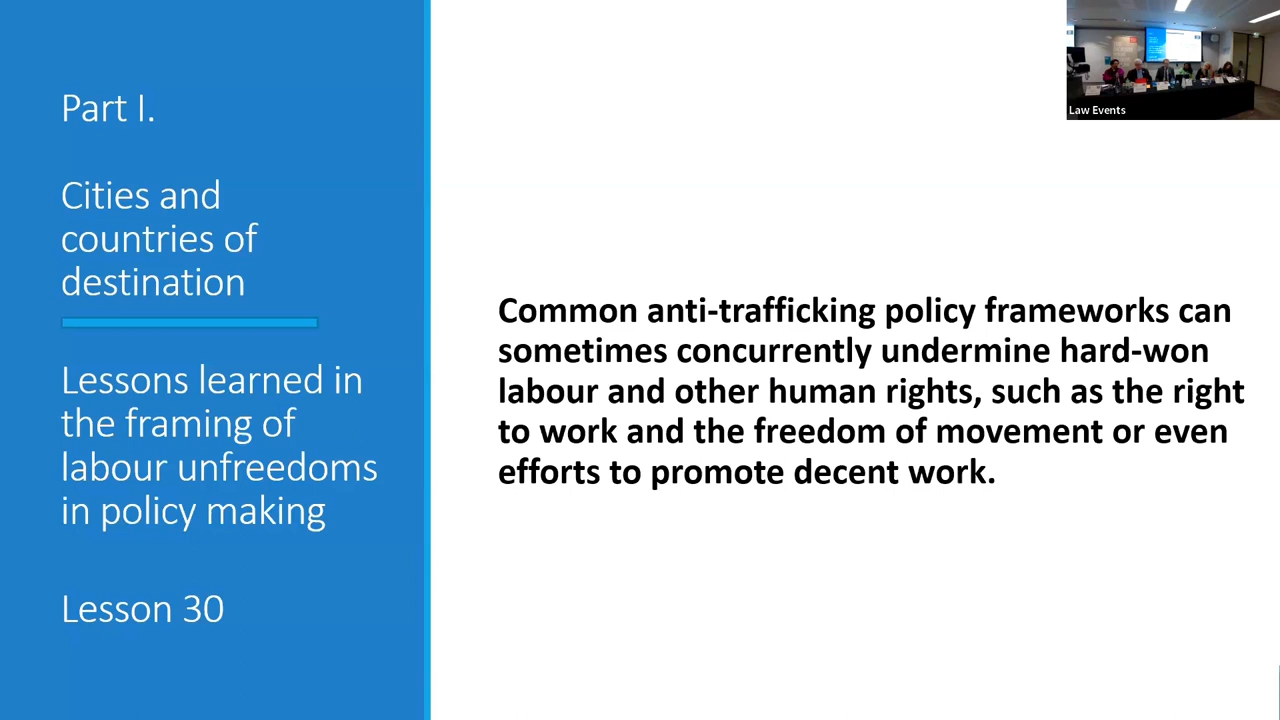 Part I.
Cities and
countries of
destination
Lessons learned in
the framing of
labour unfreedoms
in policy making
Lesson 30
Common anti-trafficking policy frameworks can
sometimes concurrently undermine hard-won
labour and other human rights, such as the right
to work and the freedom of movement or even
efforts to promote decent work.
Law Events